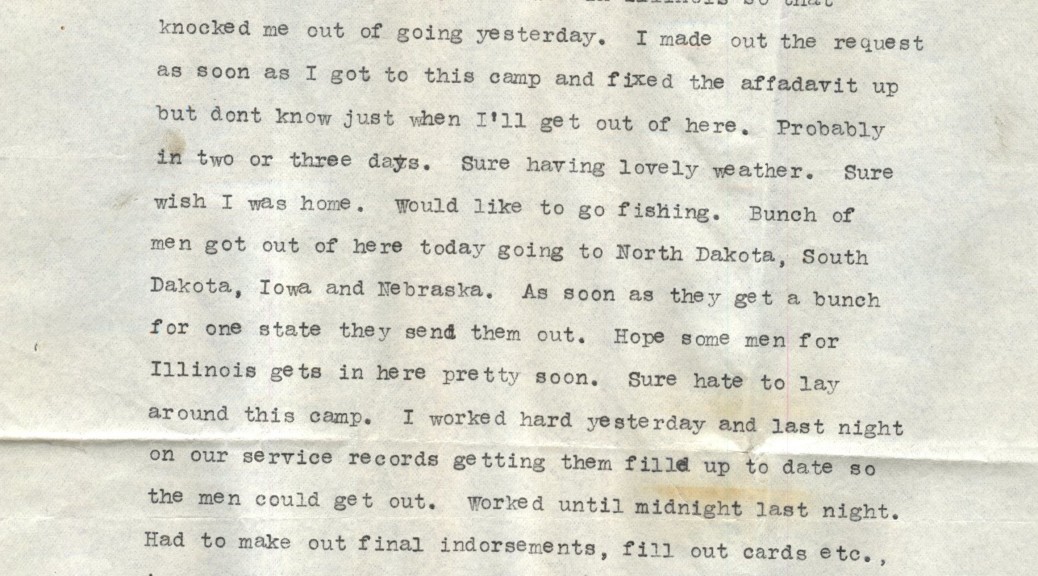 in Illinois so that
knocked me out of going yesterday. I made out the request
as soon as I got to this camp and fixed the affadavit up
but dont know just when I'll get out of here. Probably
in two or three days. Sure having lovely weather. Sure
wish I was home. Would like to go fishing. Bunch of
men got out of here today going to North Dakota, South
Dakota, Iowa and Nebraska. As soon as they get a bunch
for one state they send them out. Hope some men for
Illinois gets in here pretty soon. Sure hate to lay
around this camp. I worked hard yesterday and last night
on our service records getting them filld up to date so
the men could get out. Worked until midnight last night.
Had to make out final indorsements, fill out cards etc.,